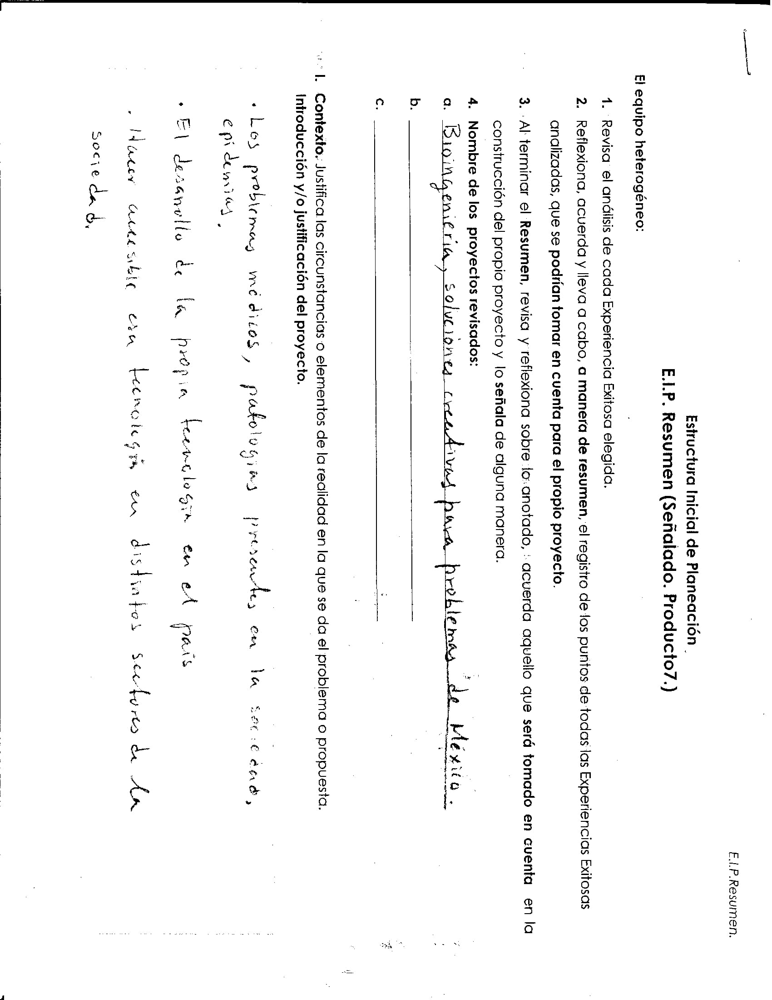 E.I.P.Resumen.
Estructura Inicial de Planeación
E.I.P. Resumen (Señalado. Producto7.)
El equipo heterogéneo:
1. Revisa el análisis de cada Experiencia Exitosa elegida.
2. Reflexiona, acuerda y lleva a cabo, a manera de resumen, el registro de los puntos de todas las Experiencias Exitosas
analizadas, que se podrían tomar en cuenta para el propio proyecto.
3. Al terminar el Resumen, revisa y reflexiona sobre lo anotado, acuerda aquello que será tomado en cuenta en la
construcción del propio proyecto y lo señala de alguna manera.
4. Nombre de los proyectos revisados:
a. Bioingeniería, soluciones creativas para problemas de México.
b.
c.
I. Contexto. Justifica las circunstancias o elementos de la realidad en la que se da el problema o propuesta.
Introducción y/o justificación del proyecto.
• Los problemas médicos, patologías presentes en la sociedad,
epidemias.
• El desarrollo de la propia tecnología en el país
• Hacer accesible esa tecnología en distintos sectores de la
sociedad.